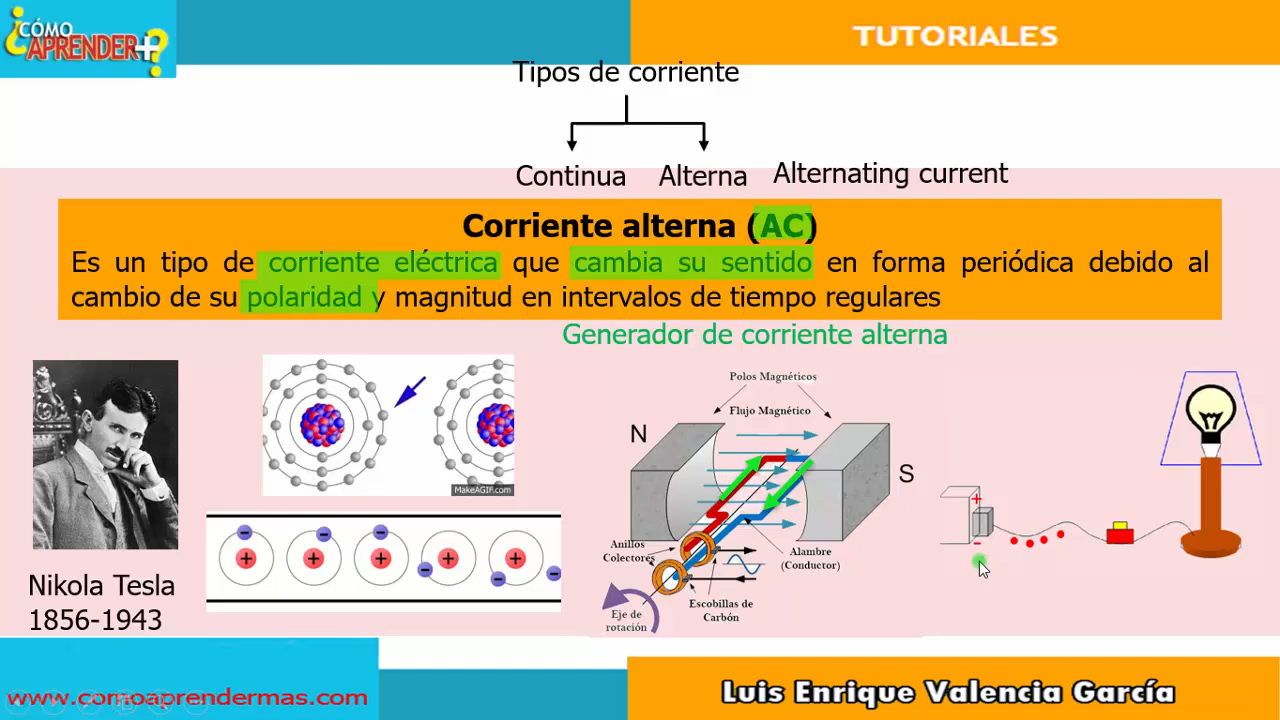 ¿CÓMO
APRENDER+?
TUTORIALES
Tipos de corriente
Continua
Alterna
Alternating current
Corriente alterna (AC)
Es un tipo de corriente eléctrica que cambia su sentido en forma periódica debido al
cambio de su polaridad y magnitud en intervalos de tiempo regulares
Generador de corriente alterna
Nikola Tesla
1856-1943
MakeAGIF.com
+ + + + +
- - - - - -
Polos Magnéticos
Flujo Magnético
N
S
Anillos
Colectores
Alambre
(Conductor)
Escobillas de
Carbón
Eje de
rotación
+
-
www.comoaprendermas.com
Luis Enrique Valencia García